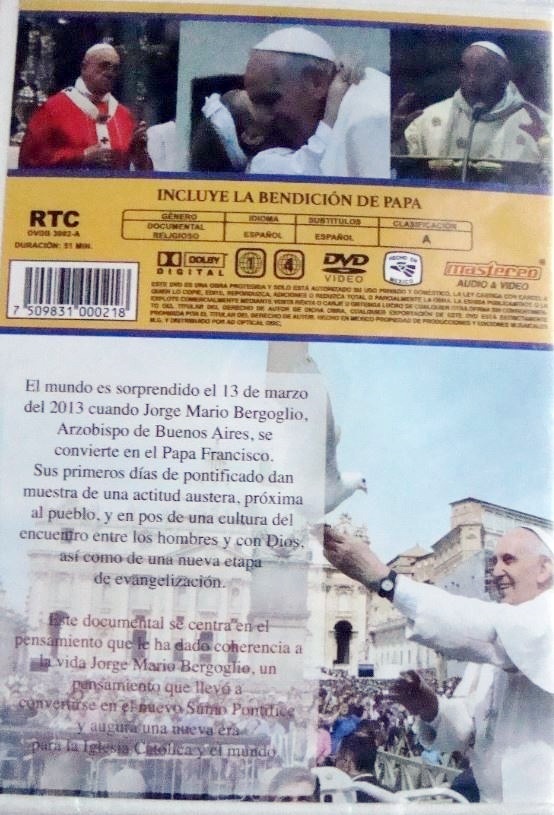 INCLUYE LA BENDICIÓN DE PAPA
RTC
GÉNERO IDIOMA SUBTITULOS CLASIFICACIÓN
DOCUMENTAL RELIGIOSO ESPAÑOL ESPAÑOL A
DURACIÓN: 51 MIN.
DOLBY DIGITAL 1 4 DVD VIDEO HECHO EN MEXICO mastereo AUDIO & VIDEO
7 509831 000218
El mundo es sorprendido el 13 de marzo
del 2013 cuando Jorge Mario Bergoglio,
Arzobispo de Buenos Aires, se
convierte en el Papa Francisco.
Sus primeros días de pontificado dan
muestra de una actitud austera, próxima
al pueblo, y en pos de una cultura del
encuentro entre los hombres y con Dios,
así como de una nueva etapa
de evangelización.
Este documental se centra en el
pensamiento que le ha dado coherencia a
la vida Jorge Mario Bergoglio, un
pensamiento que llevó a
convertirse en el nuevo Sumo Pontífice
y augura una nueva era
para la Iglesia Católica y el mundo